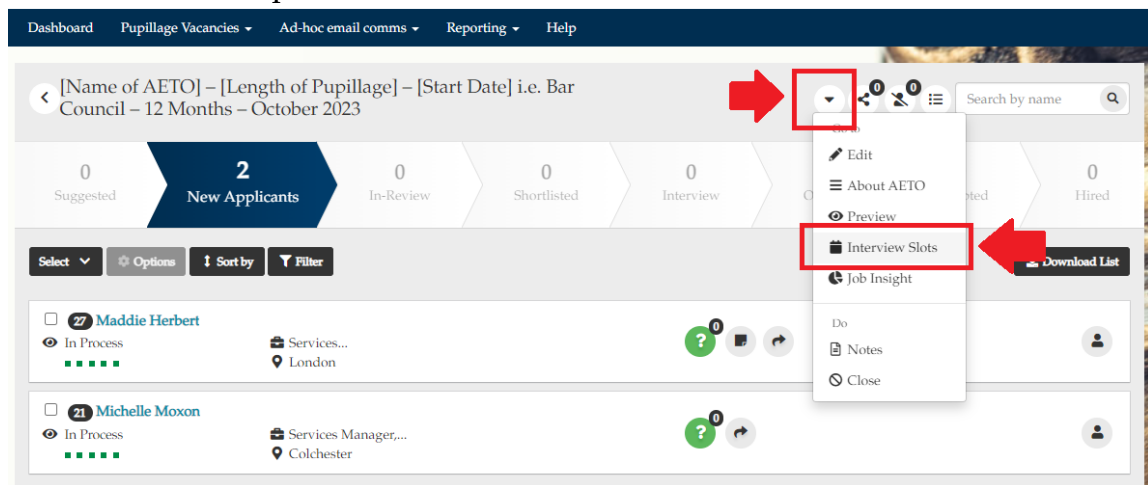 Dashboard Pupillage Vacancies Ad-hoc email comms Reporting Help
[Name of AETO] – [Length of Pupillage] – [Start Date] i.e. Bar
Council – 12 Months – October 2023
0 0 Search by name
0 Suggested
2 New Applicants
0 In-Review
0 Shortlisted
0 Interview
0 Hired
Edit
About AETO
Preview
Interview Slots
Job Insight
Do
Notes
Close
Select Options Sort by Filter Download List
27 Maddie Herbert
In Process Services...
London
0
21 Michelle Moxon
In Process Services Manager,...
Colchester
0